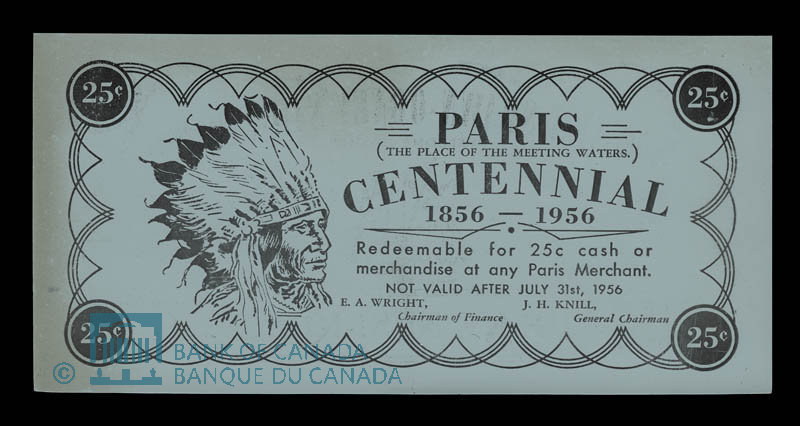 25¢ 25¢
PARIS
(THE PLACE OF THE MEETING WATERS.)
CENTENNIAL
1856 — 1956
Redeemable for 25c cash or
merchandise at any Paris Merchant.
NOT VALID AFTER JULY 31st, 1956
E. A. WRIGHT, J. H. KNILL,
Chairman of Finance General Chairman
25¢ 25¢
BANK OF CANADA
© BANQUE DU CANADA